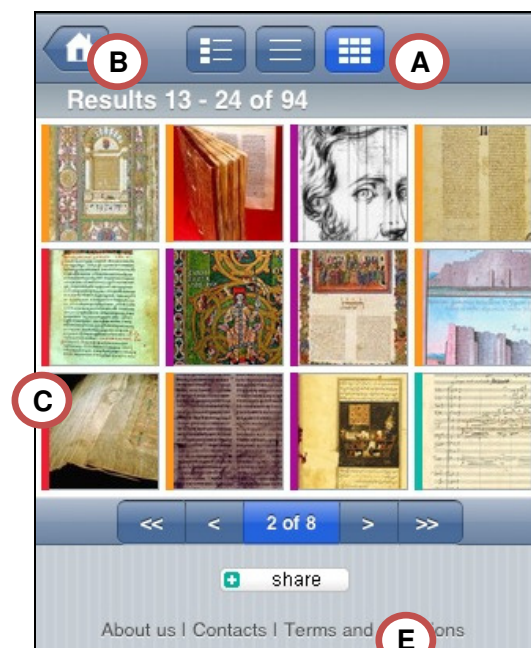 B
A
Results 13 - 24 of 94
C
<< < 2 of 8 > >>
share
About us | Contacts | Terms and
E